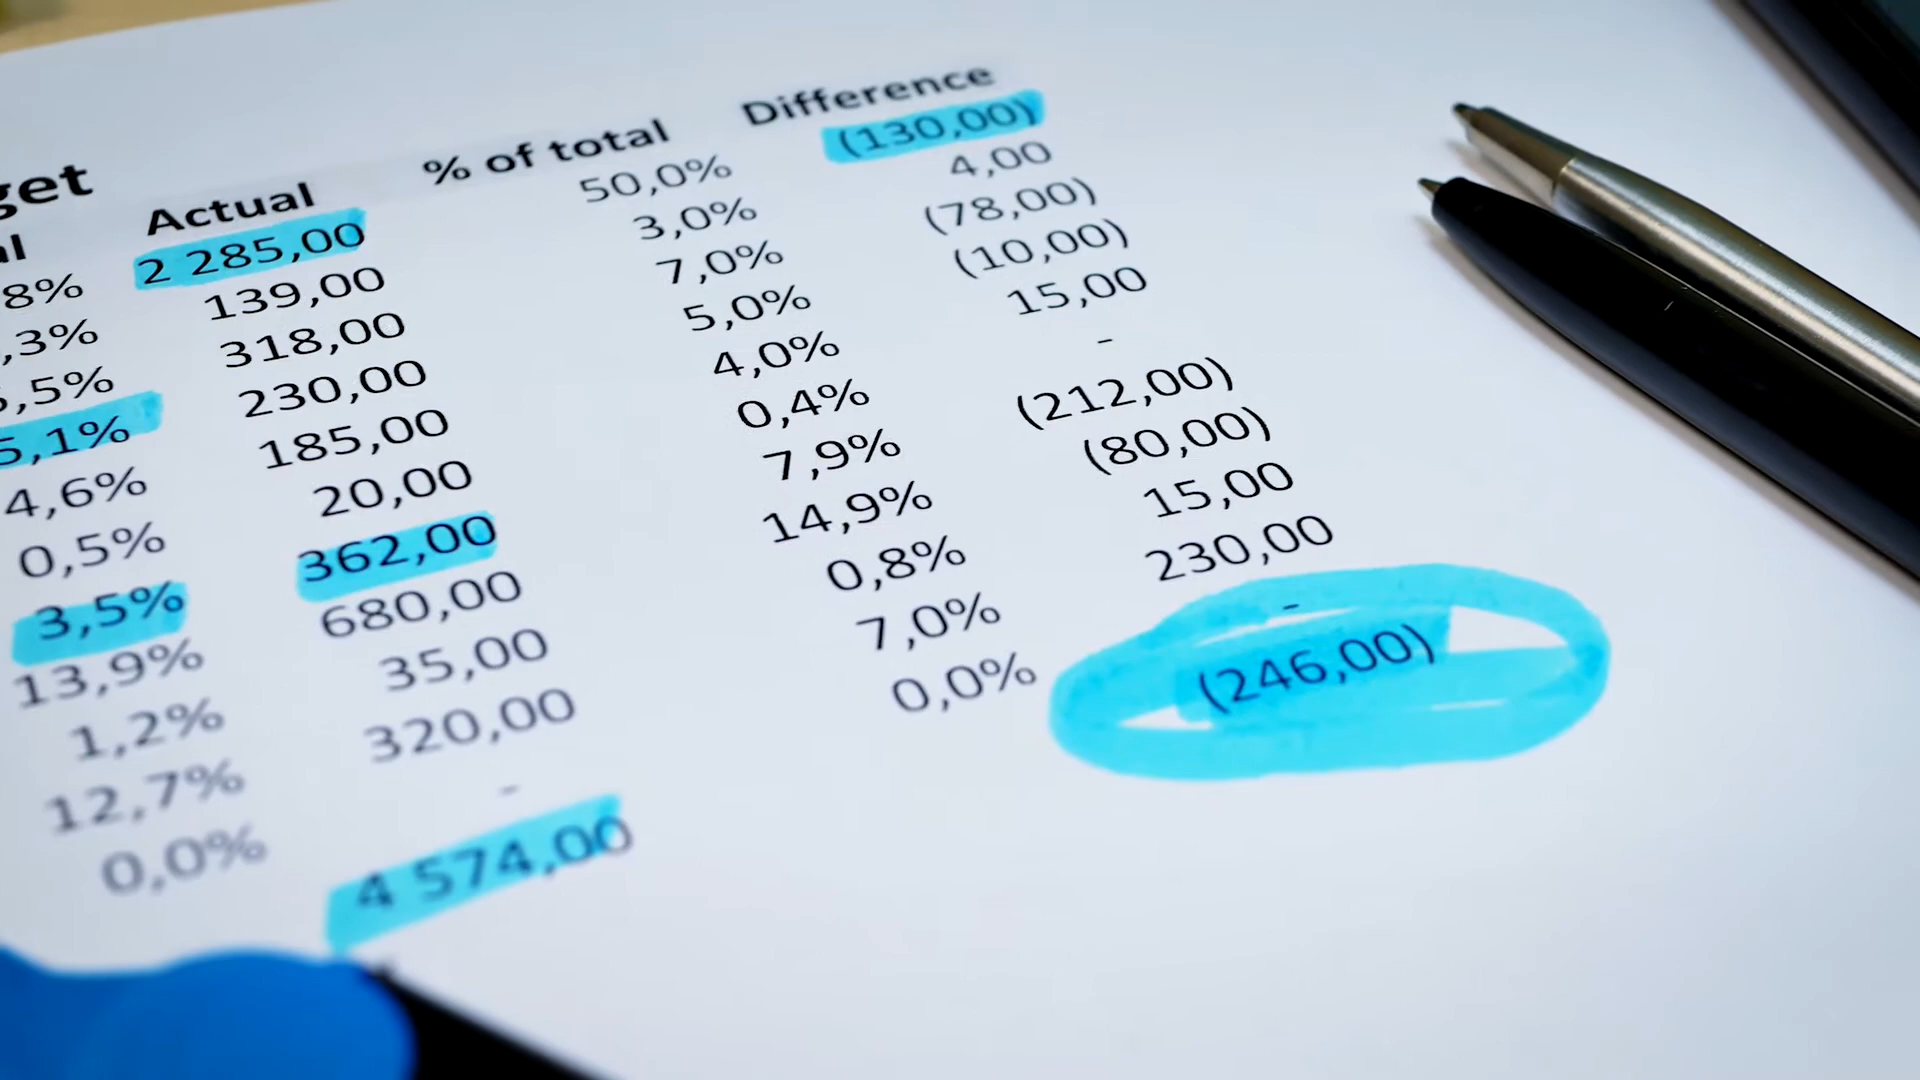 get
al Actual % of total Difference
8% 2 285,00 50,0% (130,00)
,3% 139,00 3,0% 4,00
,5% 318,00 7,0% (78,00)
5,1% 230,00 5,0% (10,00)
4,6% 185,00 4,0% 15,00
0,5% 20,00 0,4% -
3,5% 362,00 7,9% (212,00)
13,9% 680,00 14,9% (80,00)
1,2% 35,00 0,8% 15,00
12,7% 320,00 7,0% 230,00
0,0% - 0,0% -
4 574,00 (246,00)